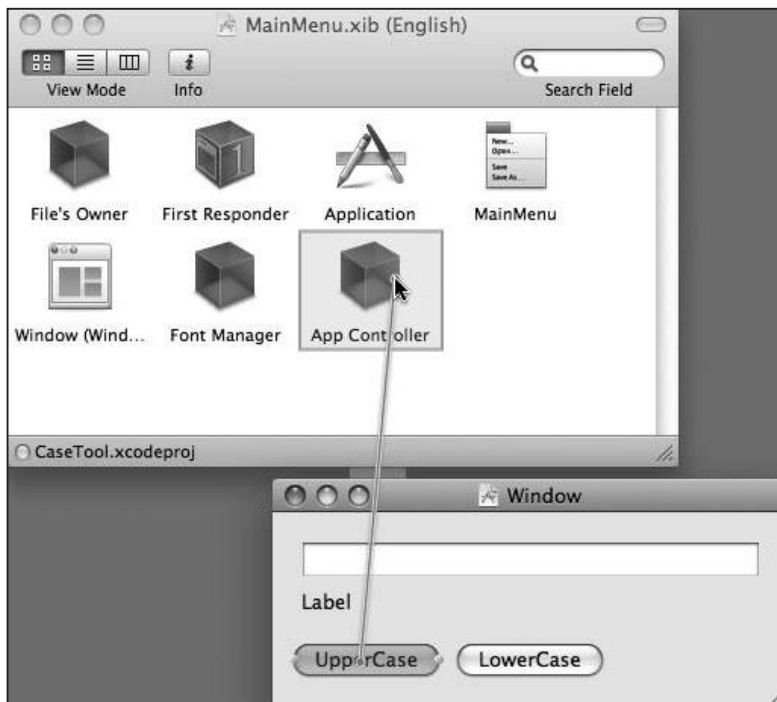 MainMenu.xib (English)
View Mode
Info
Search Field
File's Owner
First Responder
Application
MainMenu
1
New...
Open...
Save
Save As...
Window (Wind...
Font Manager
App Controller
CaseTool.xcodeproj
Window
Label
UpperCase
LowerCase